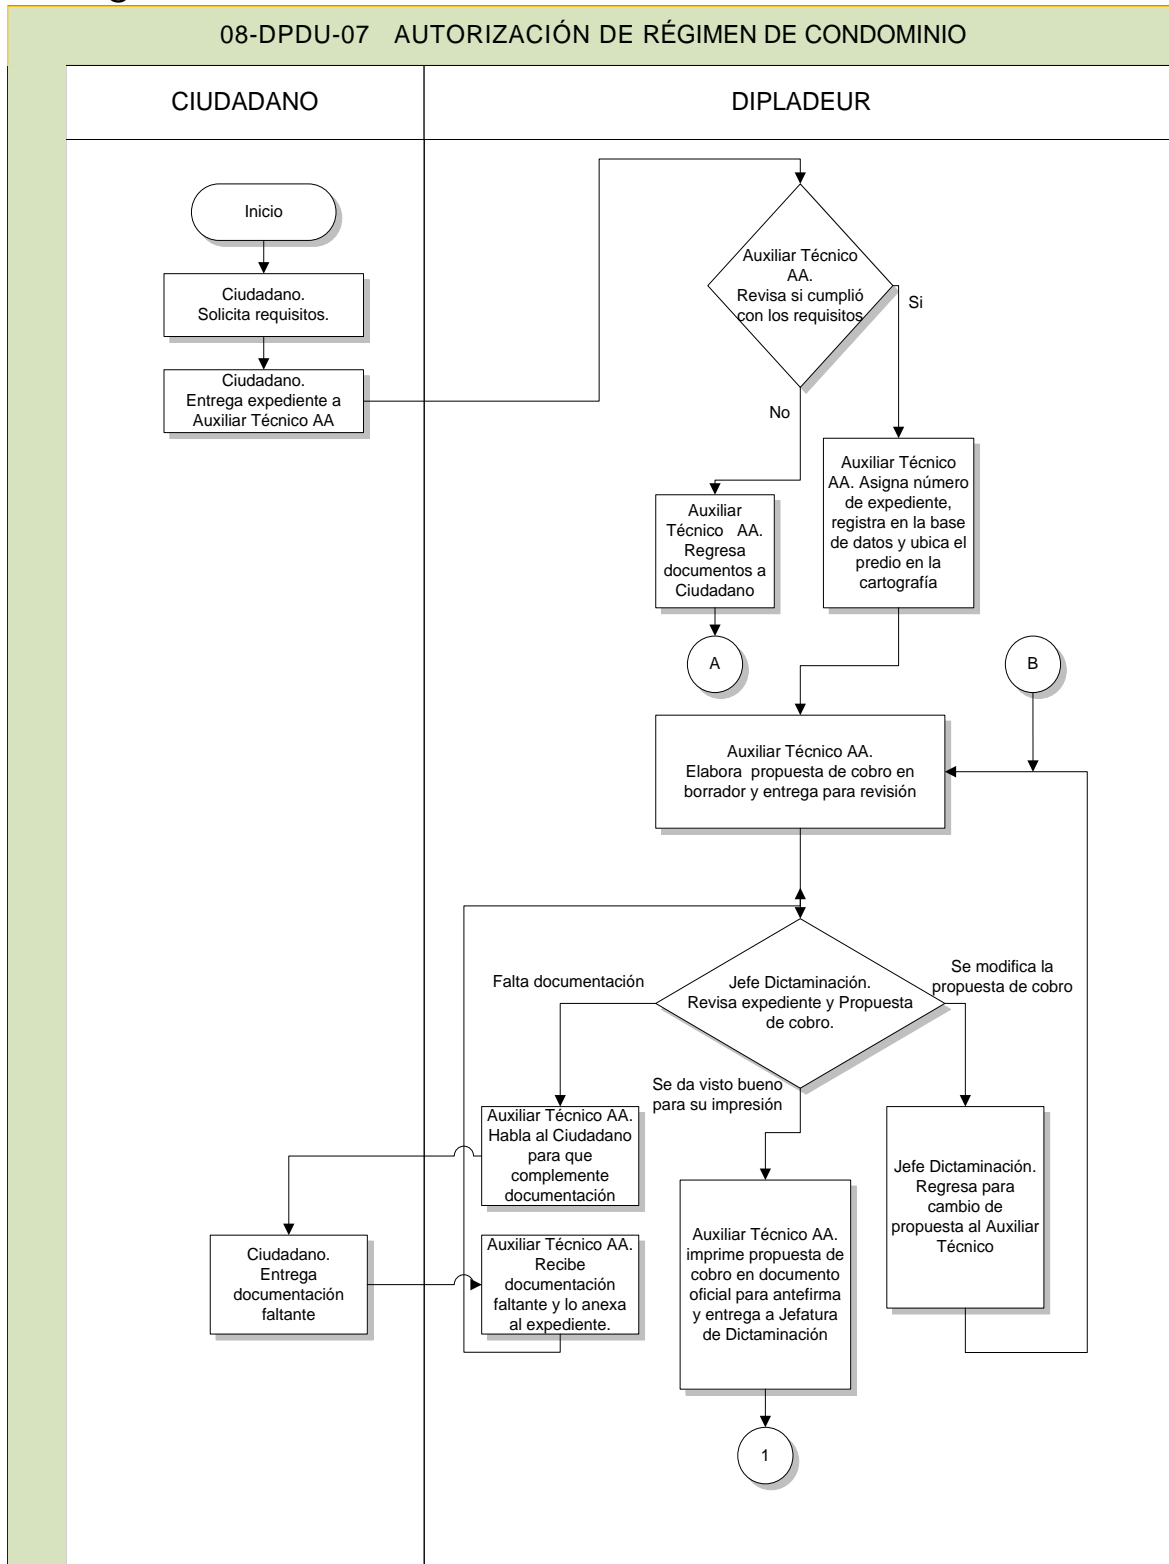 08-DPDU-07 AUTORIZACIÓN DE RÉGIMEN DE CONDOMINIO
CIUDADANO
DIPLADEUR
Inicio
Ciudadano.
Solicita requisitos.
Ciudadano.
Entrega expediente a
Auxiliar Técnico AA
Auxiliar Técnico
AA.
Revisa si cumplió
con los requisitos
Si
No
Auxiliar Técnico
AA. Asigna número
de expediente,
registra en la base
de datos y ubica el
predio en la
cartografía
Auxiliar
Técnico AA.
Regresa
documentos a
Ciudadano
A
B
Auxiliar Técnico AA.
Elabora propuesta de cobro en
borrador y entrega para revisión
Falta documentación
Jefe Dictaminación.
Revisa expediente y Propuesta
de cobro.
Se modifica la
propuesta de cobro
Se da visto bueno
para su impresión
Auxiliar Técnico AA.
Habla al Ciudadano
para que
complemente
documentación
Jefe Dictaminación.
Regresa para
cambio de
propuesta al Auxiliar
Técnico
Ciudadano.
Entrega
documentación
faltante
Auxiliar Técnico AA.
Recibe
documentación
faltante y lo anexa
al expediente.
Auxiliar Técnico AA.
imprime propuesta de
cobro en documento
oficial para antefirma
y entrega a Jefatura
de Dictaminación
1